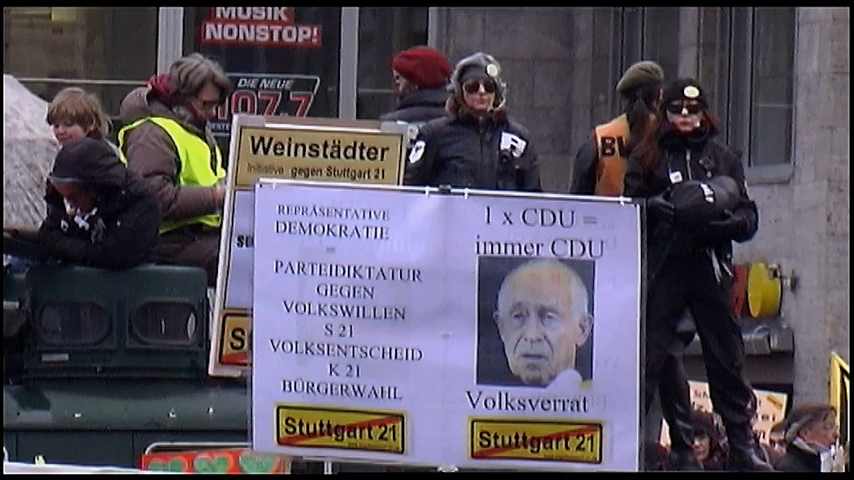 MUSIK
NONSTOP!
DIE NEUE
107.7
Weinstädter
Initiative gegen Stuttgart 21
REPRÄSENTATIVE
DEMOKRATIE
=
PARTEIDIKTATUR
GEGEN
VOLKSWILLEN
S 21
VOLKSENTSCHEID
K 21
BÜRGERWAHL
Stuttgart 21
1 x CDU =
immer CDU
Volksverrat
Stuttgart 21